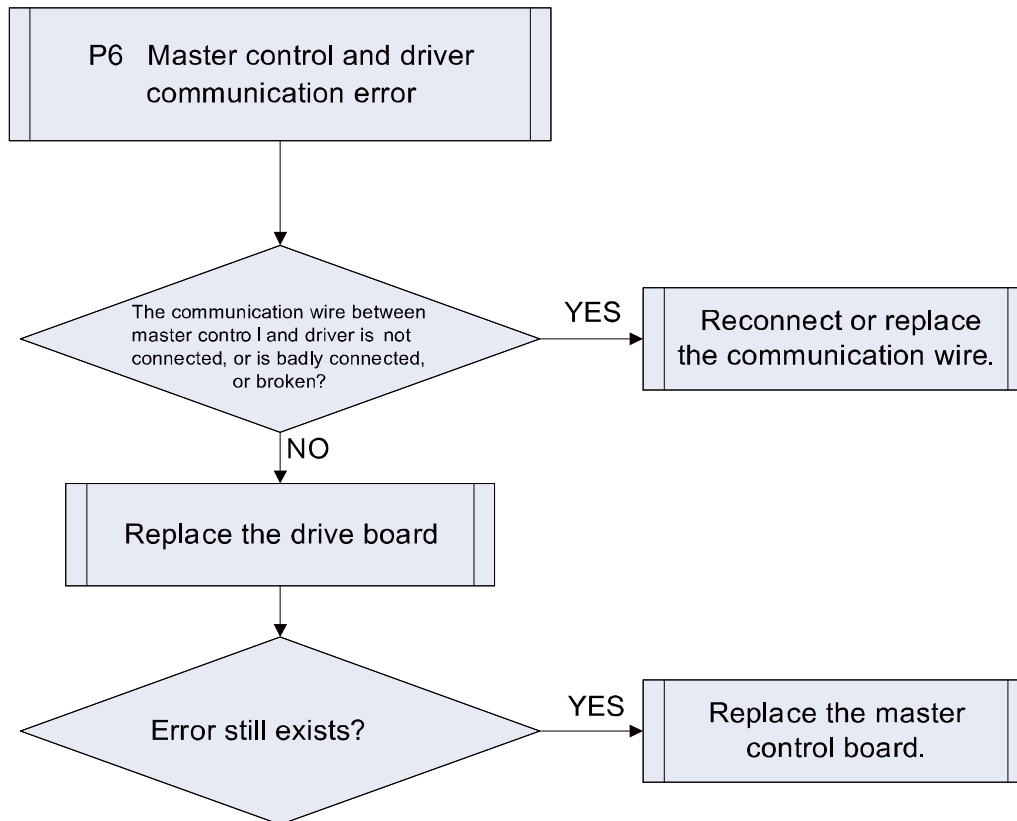 P6 Master control and driver
communication error
The communication wire between
master contro l and driver is not
connected, or is badly connected,
or broken?
YES
Reconnect or replace
the communication wire.
NO
Replace the drive board
Error still exists?
YES
Replace the master
control board.